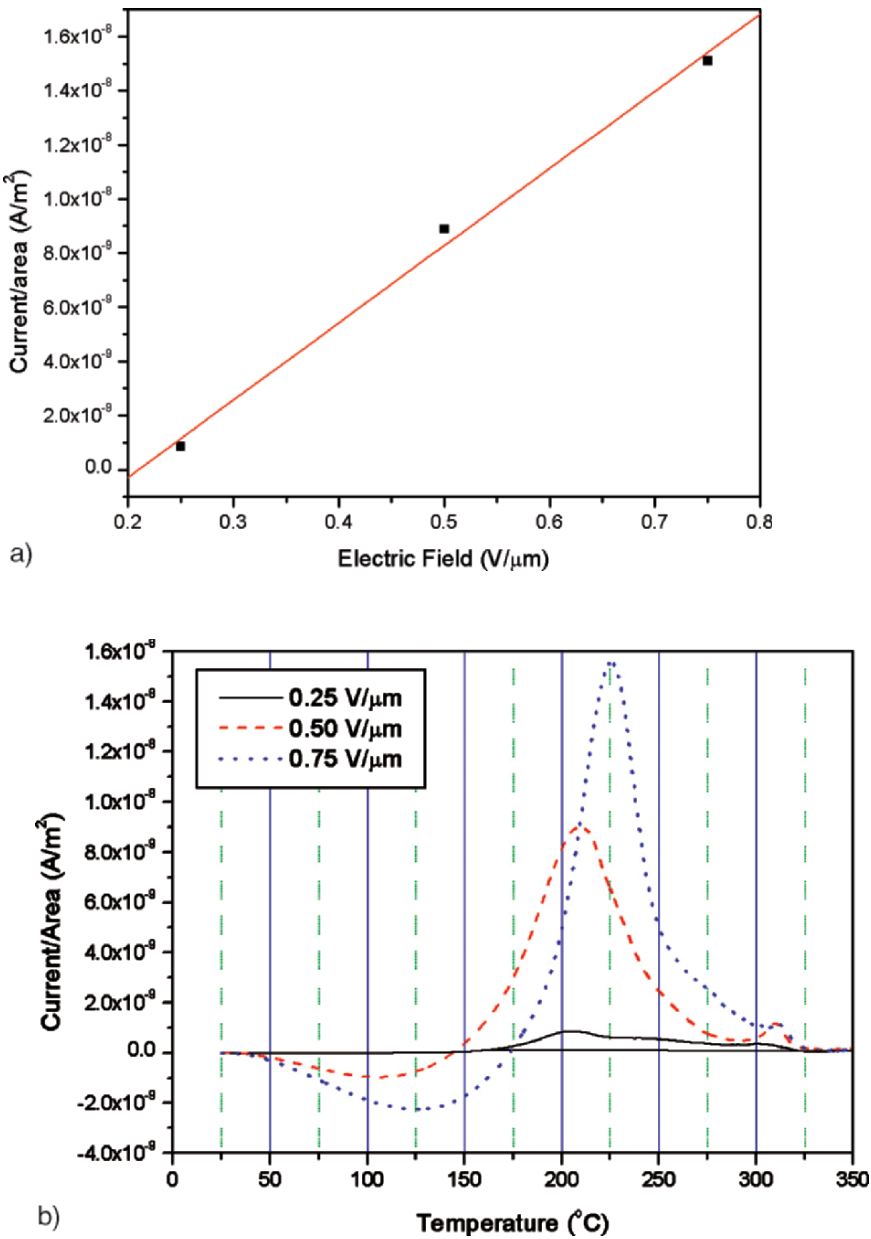 1.6x10⁻⁸
1.4x10⁻⁸
1.2x10⁻⁸
1.0x10⁻⁸
8.0x10⁻⁹
6.0x10⁻⁹
4.0x10⁻⁹
2.0x10⁻⁹
0.0
Current/area (A/m²)
0.2 0.3 0.4 0.5 0.6 0.7 0.8
Electric Field (V/μm)
a)
1.6x10⁻⁸
1.4x10⁻⁸
1.2x10⁻⁸
1.0x10⁻⁸
8.0x10⁻⁹
6.0x10⁻⁹
4.0x10⁻⁹
2.0x10⁻⁹
0.0
-2.0x10⁻⁹
-4.0x10⁻⁹
Current/Area (A/m²)
0.25 V/μm
0.50 V/μm
0.75 V/μm
0 50 100 150 200 250 300 350
Temperature (°C)
b)